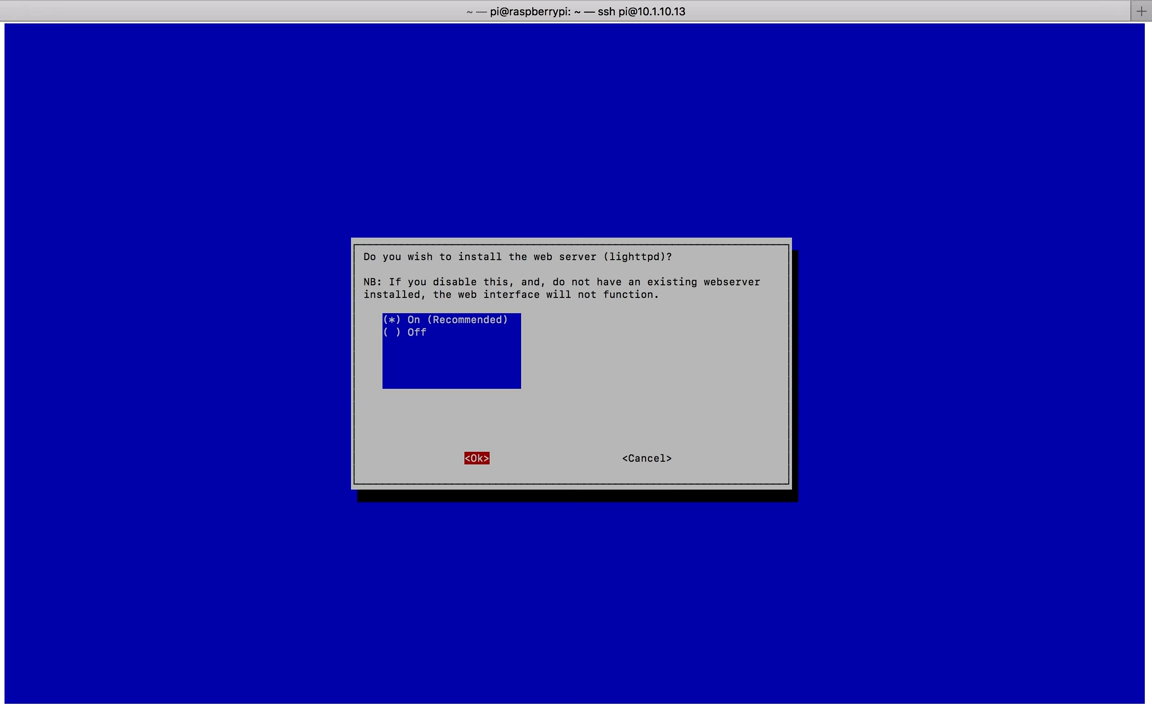 ~ — pi@raspberrypi: ~ — ssh pi@10.1.10.13
+
Do you wish to install the web server (lighttpd)?
NB: If you disable this, and, do not have an existing webserver
installed, the web interface will not function.
(*) On (Recommended)
( ) Off
<Ok> <Cancel>